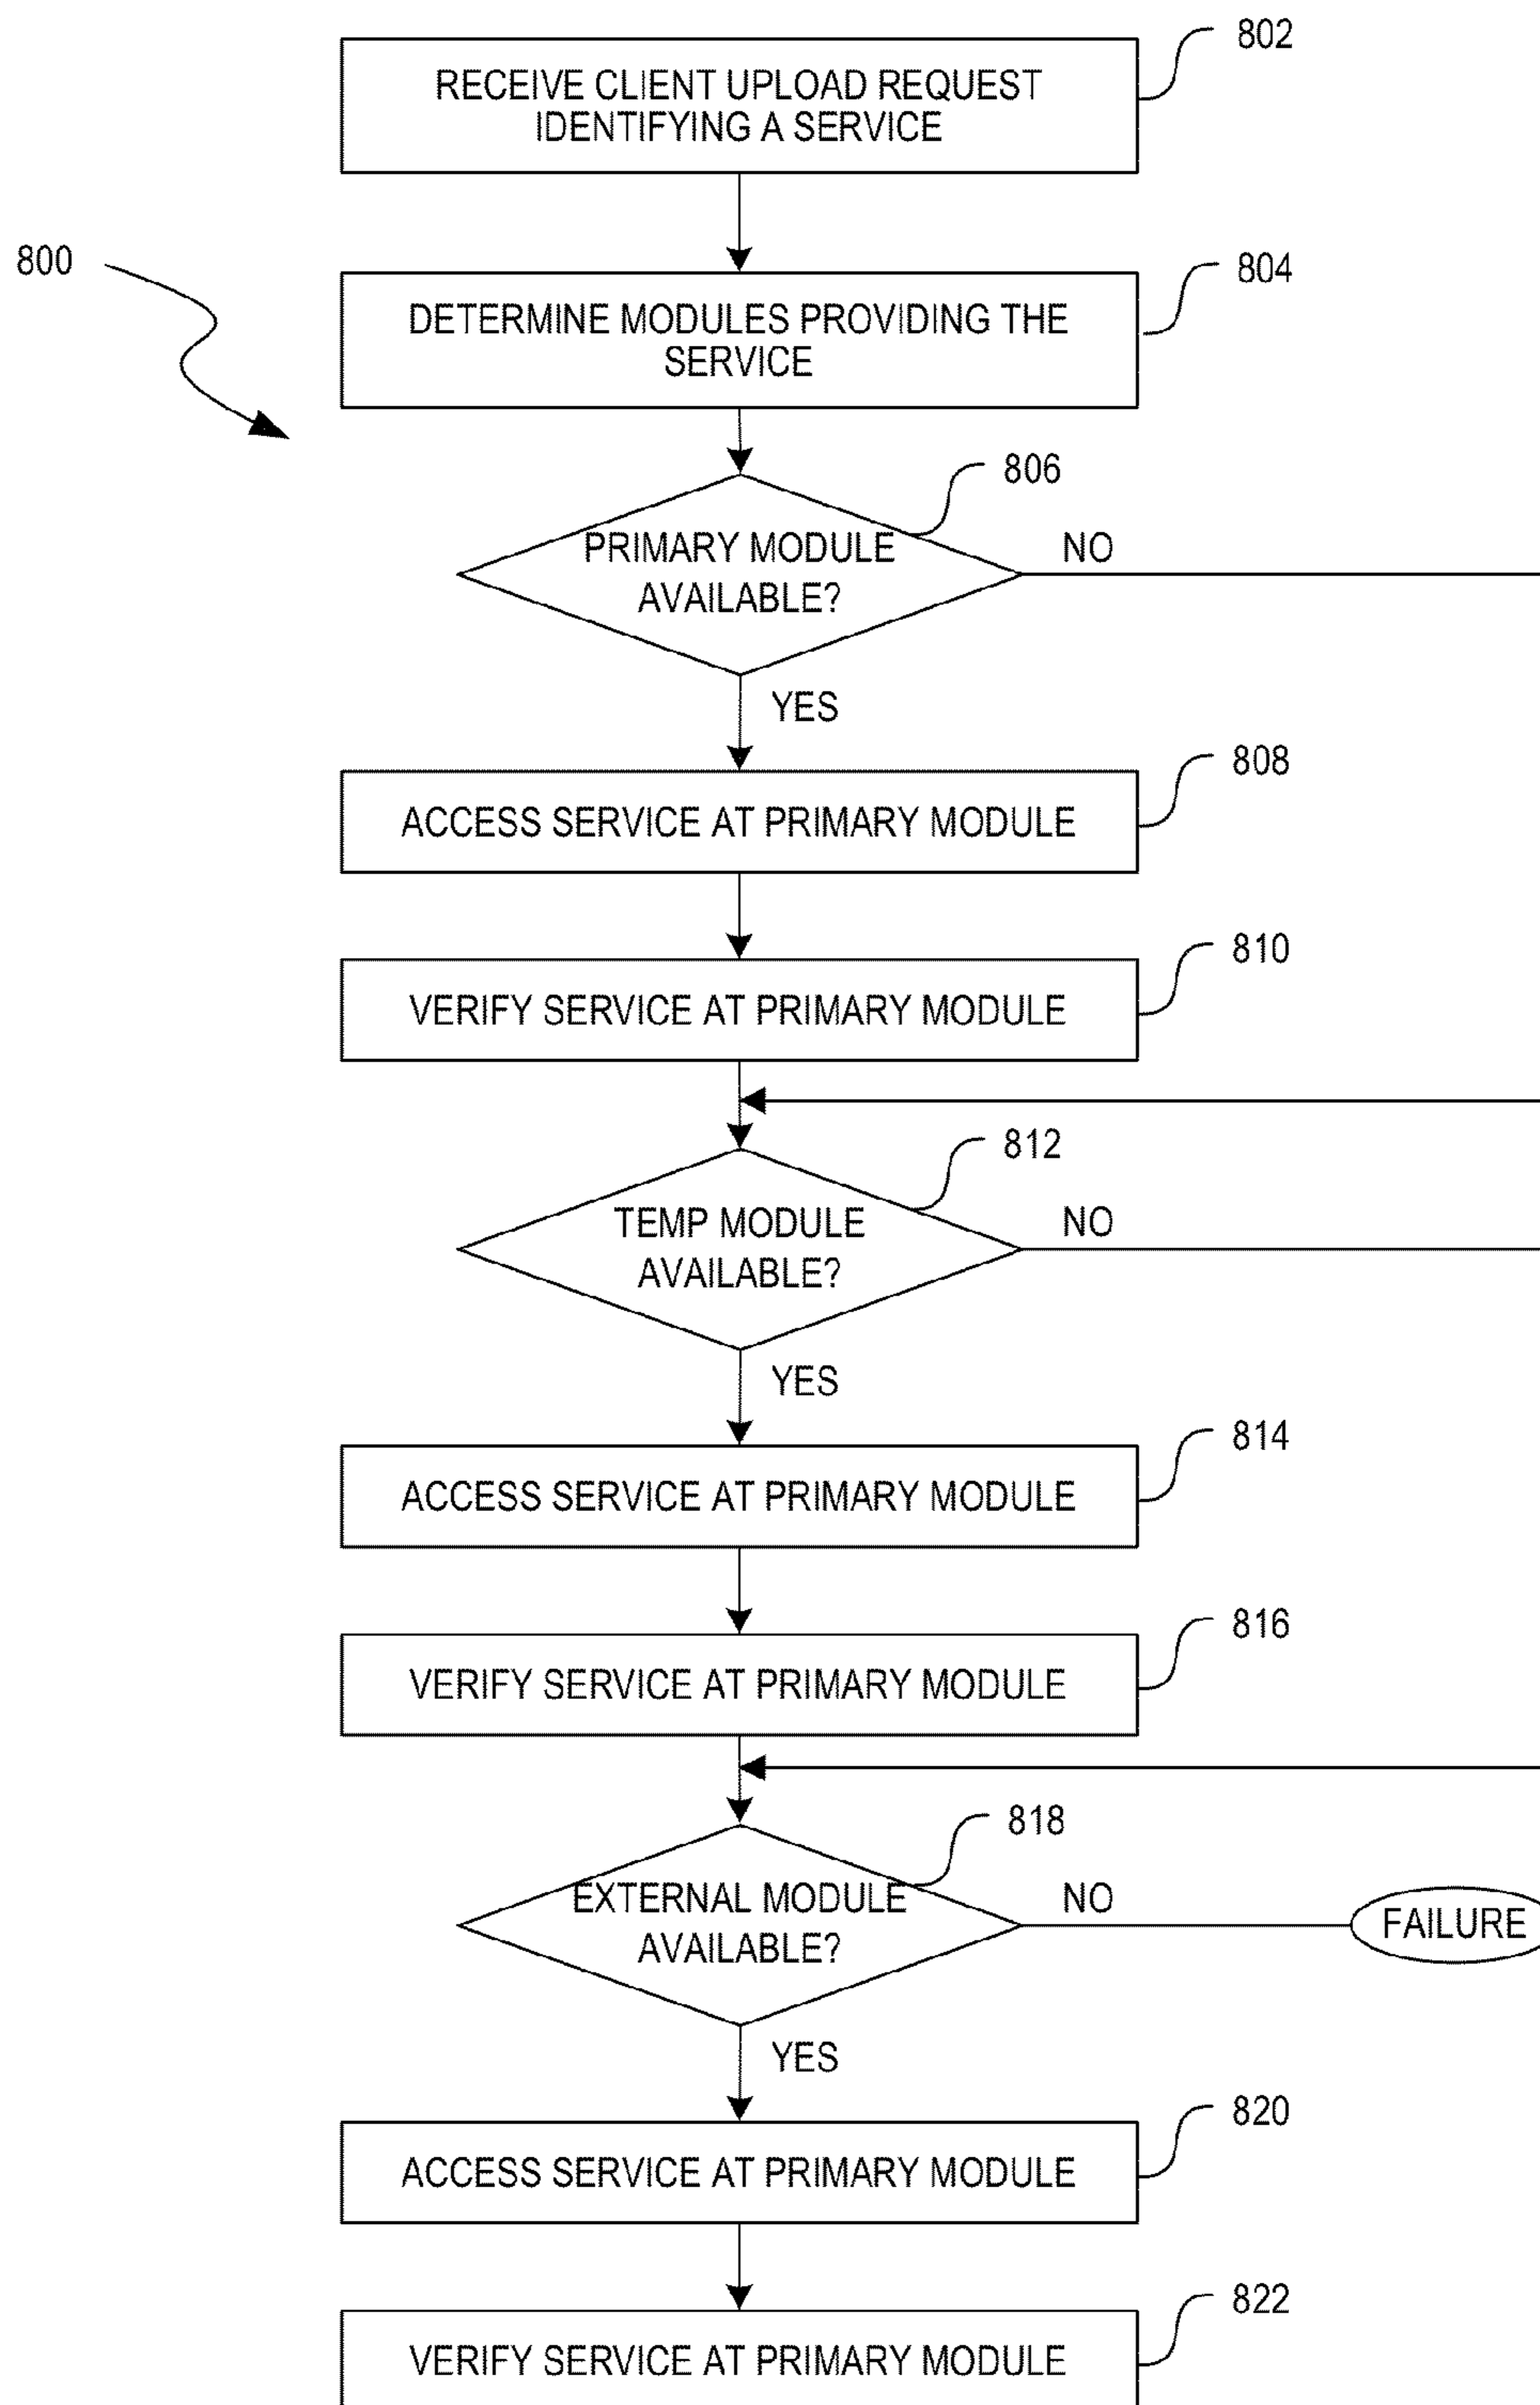 802
RECEIVE CLIENT UPLOAD REQUEST
IDENTIFYING A SERVICE
800
804
DETERMINE MODULES PROVIDING THE
SERVICE
806
PRIMARY MODULE
AVAILABLE?
NO
YES
808
ACCESS SERVICE AT PRIMARY MODULE
810
VERIFY SERVICE AT PRIMARY MODULE
812
TEMP MODULE
AVAILABLE?
NO
YES
814
ACCESS SERVICE AT PRIMARY MODULE
816
VERIFY SERVICE AT PRIMARY MODULE
818
EXTERNAL MODULE
AVAILABLE?
NO
FAILURE
YES
820
ACCESS SERVICE AT PRIMARY MODULE
822
VERIFY SERVICE AT PRIMARY MODULE